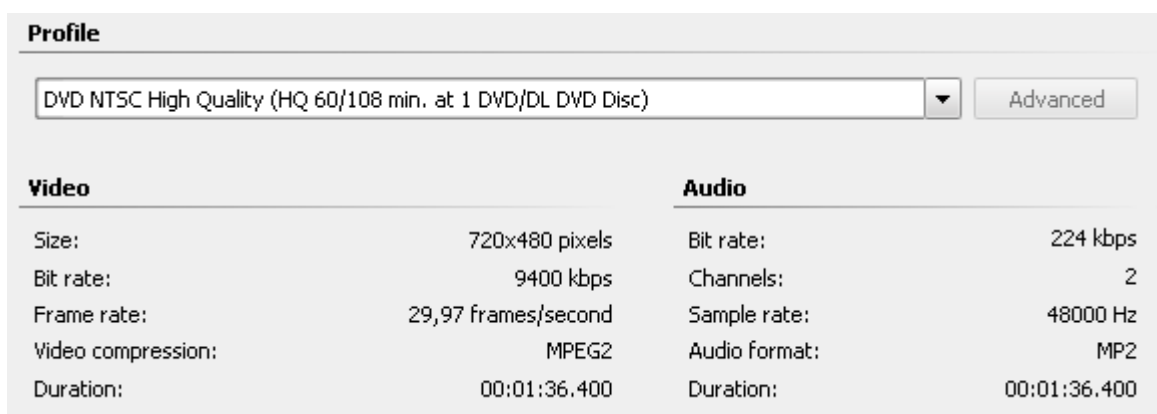 Profile
DVD NTSC High Quality (HQ 60/108 min. at 1 DVD/DL DVD Disc)
Advanced
Video
Size: 720x480 pixels
Bit rate: 9400 kbps
Frame rate: 29,97 frames/second
Video compression: MPEG2
Duration: 00:01:36.400
Audio
Bit rate: 224 kbps
Channels: 2
Sample rate: 48000 Hz
Audio format: MP2
Duration: 00:01:36.400